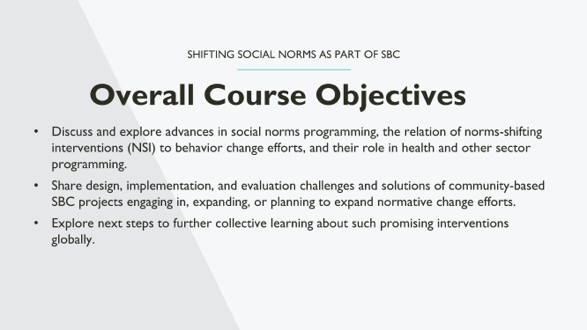 SHIFTING SOCIAL NORMS AS PART OF SBC
Overall Course Objectives
• Discuss and explore advances in social norms programming, the relation of norms-shifting
interventions (NSI) to behavior change efforts, and their role in health and other sector
programming.
• Share design, implementation, and evaluation challenges and solutions of community-based
SBC projects engaging in, expanding, or planning to expand normative change efforts.
• Explore next steps to further collective learning about such promising interventions
globally.